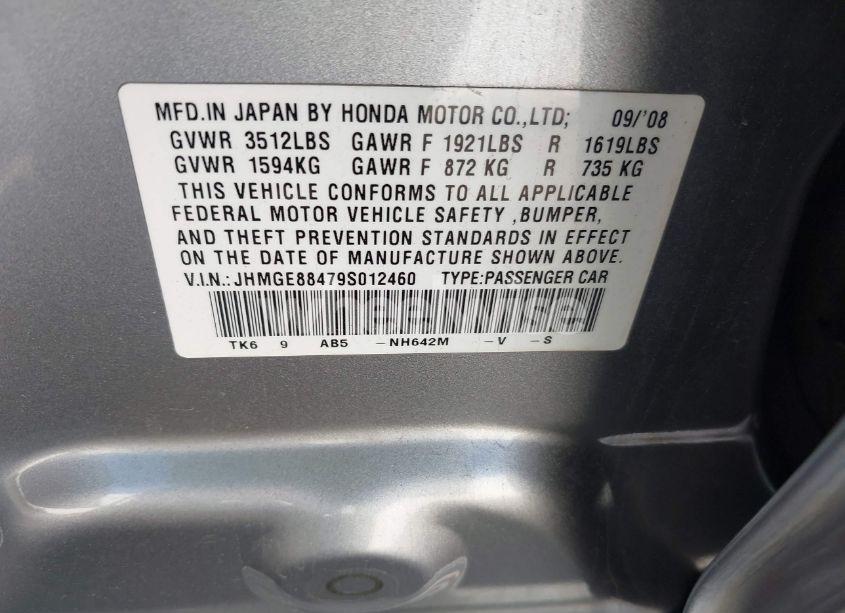 MFD.IN JAPAN BY HONDA MOTOR CO.,LTD; 09/'08
GVWR 3512LBS GAWR F 1921LBS R 1619LBS
GVWR 1594KG GAWR F 872 KG R 735 KG
THIS VEHICLE CONFORMS TO ALL APPLICABLE
FEDERAL MOTOR VEHICLE SAFETY ,BUMPER,
AND THEFT PREVENTION STANDARDS IN EFFECT
ON THE DATE OF MANUFACTURE SHOWN ABOVE.
V.I.N.:JHMGE88479S012460 TYPE:PASSENGER CAR
TK6 9 AB5 -NH642M -V -S